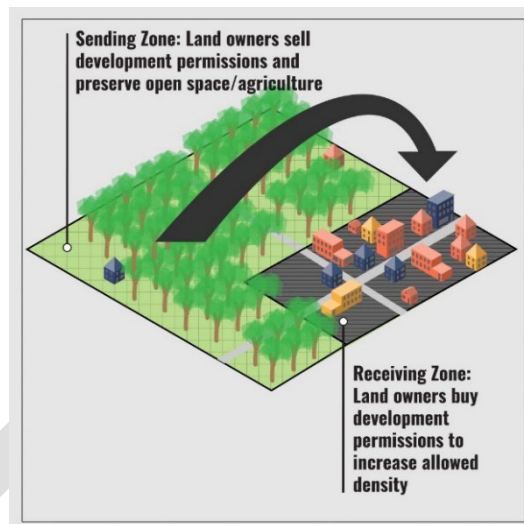 Sending Zone: Land owners sell
development permissions and
preserve open space/agriculture
Receiving Zone:
Land owners buy
development
permissions to
increase allowed
density